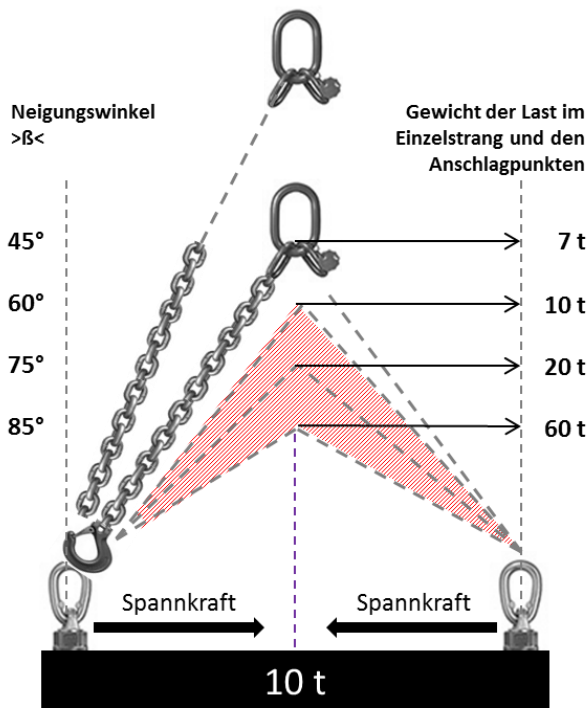 Neigungswinkel
>ß<
Gewicht der Last im
Einzelstrang und den
Anschlagpunkten
45° 7 t
60° 10 t
75° 20 t
85° 60 t
Spannkraft Spannkraft
10 t